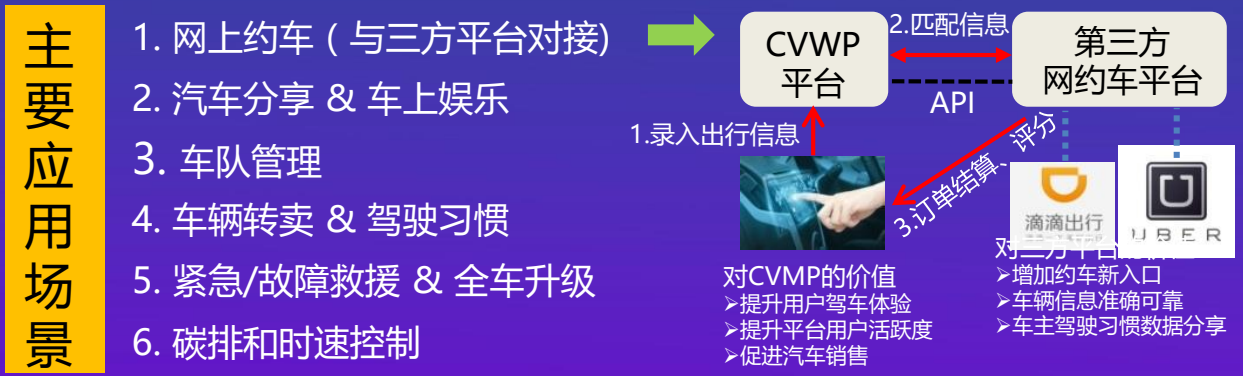 主要应用场景
1. 网上约车（与三方平台对接)
2. 汽车分享 & 车上娱乐
3. 车队管理
4. 车辆转卖 & 驾驶习惯
5. 紧急/故障救援 & 全车升级
6. 碳排和时速控制
CVWP
平台
2.匹配信息
API
第三方
网约车平台
1.录入出行信息
3.订单结算、评分
滴滴出行
U
UBER
对CVMP的价值
➢提升用户驾车体验
➢提升平台用户活跃度
➢促进汽车销售
对三方平台
➢增加约车新入口
➢车辆信息准确可靠
➢车主驾驶习惯数据分享